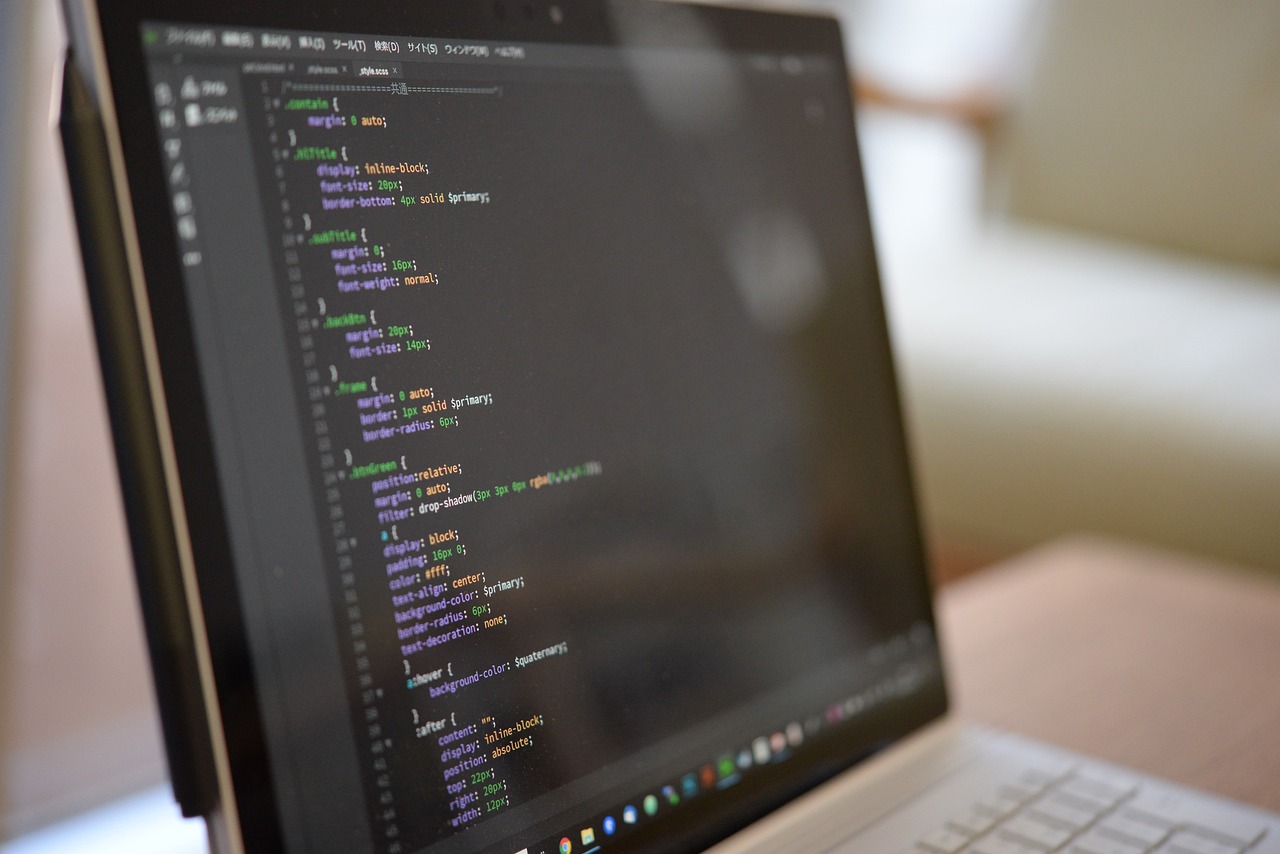 ファイル(F) 編集(E) 表示(V) 挿入(I) ツール(T) 検索(D) サイト(S) ウィンドウ(W) ヘルプ(H)
_style.scss × _style.scss ×
/*==================共通==================*/
.contain {
margin: 0 auto;
}
display: inline-block;
font-size: 20px;
border-bottom: 4px solid $primary;
}
.subTitle {
margin: 0;
font-size: 16px;
font-weight: normal;
}
.backBtn {
margin: 20px;
font-size: 14px;
}
.frame {
margin: 0 auto;
border: 1px solid $primary;
border-radius: 6px;
}
.btnGreen {
position:relative;
margin: 0 auto;
filter: drop-shadow(3px 3px 0px rgba(
a {
display: block;
padding: 16px 0;
color: #fff;
text-align: center;
background-color: $primary;
border-radius: 6px;
text-decoration: none;
}
a:hover {
background-color: $quaternary;
}
:after {
content: "";
display: inline-block;
position: absolute;
top: 22px;
right: 20px;
width: 12px;